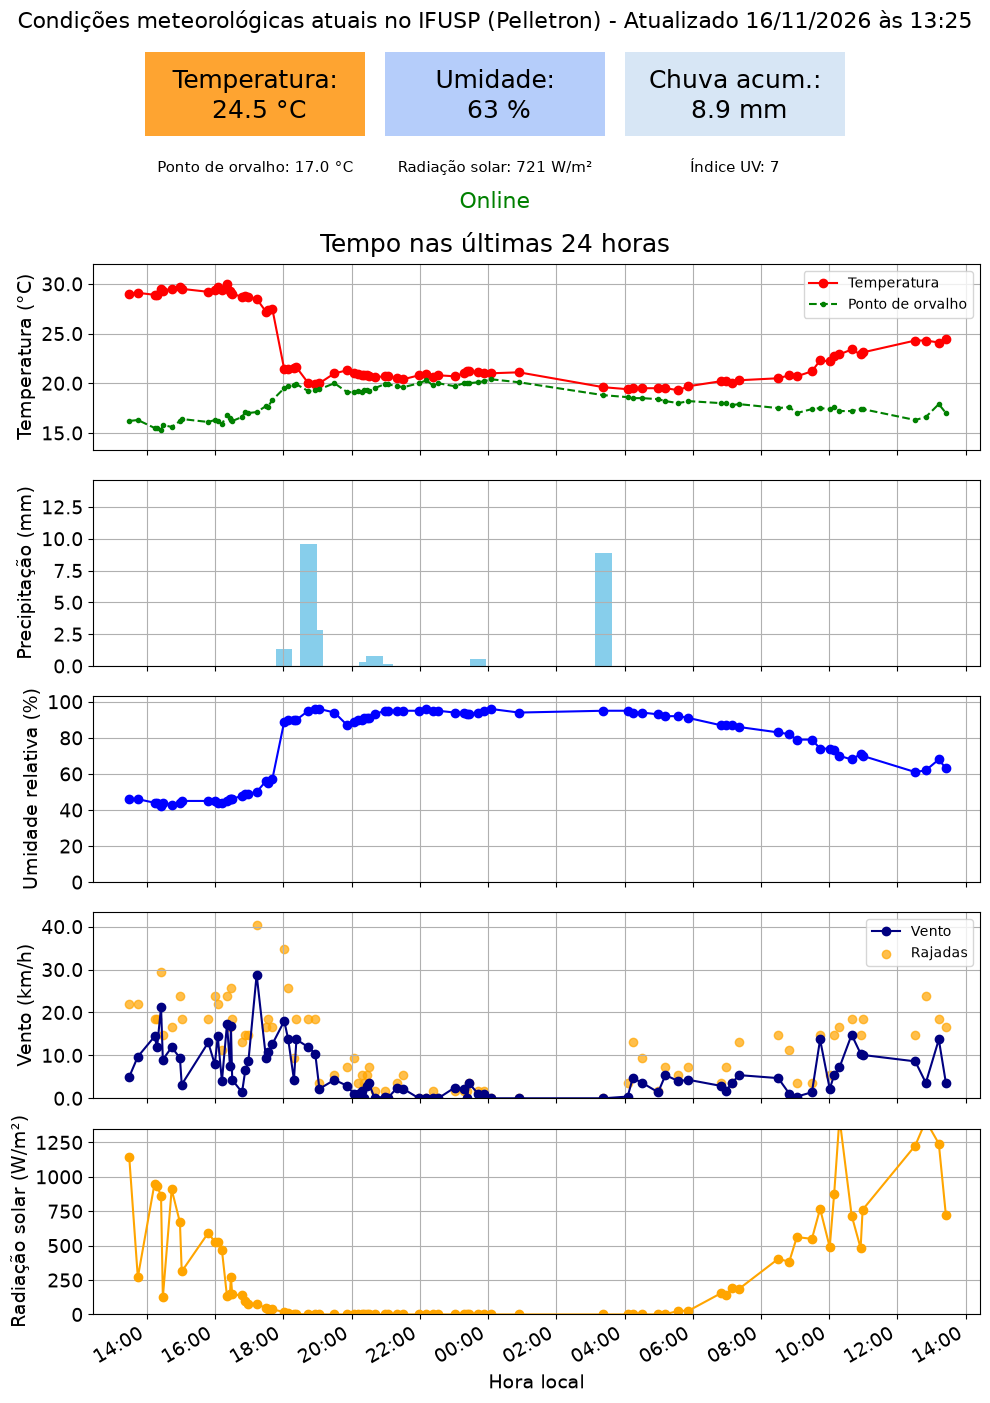 Condições meteorológicas atuais no IFUSP (Pelletron) - Atualizado 16/11/2026 às 13:25
Temperatura:
24.5 °C
Umidade:
63 %
Chuva acum.:
8.9 mm
Ponto de orvalho: 17.0 °C
Radiação solar: 721 W/m²
Índice UV: 7
Online
Tempo nas últimas 24 horas
Temperatura (°C)
30.0
25.0
20.0
15.0
Temperatura
Ponto de orvalho
Precipitação (mm)
12.5
10.0
7.5
5.0
2.5
0.0
Umidade relativa (%)
100
80
60
40
20
0
Vento (km/h)
40.0
30.0
20.0
10.0
0.0
Vento
Rajadas
Radiação solar (W/m²)
1250
1000
750
500
250
0
14:00
16:00
18:00
20:00
22:00
00:00
02:00
04:00
06:00
08:00
10:00
12:00
14:00
Hora local